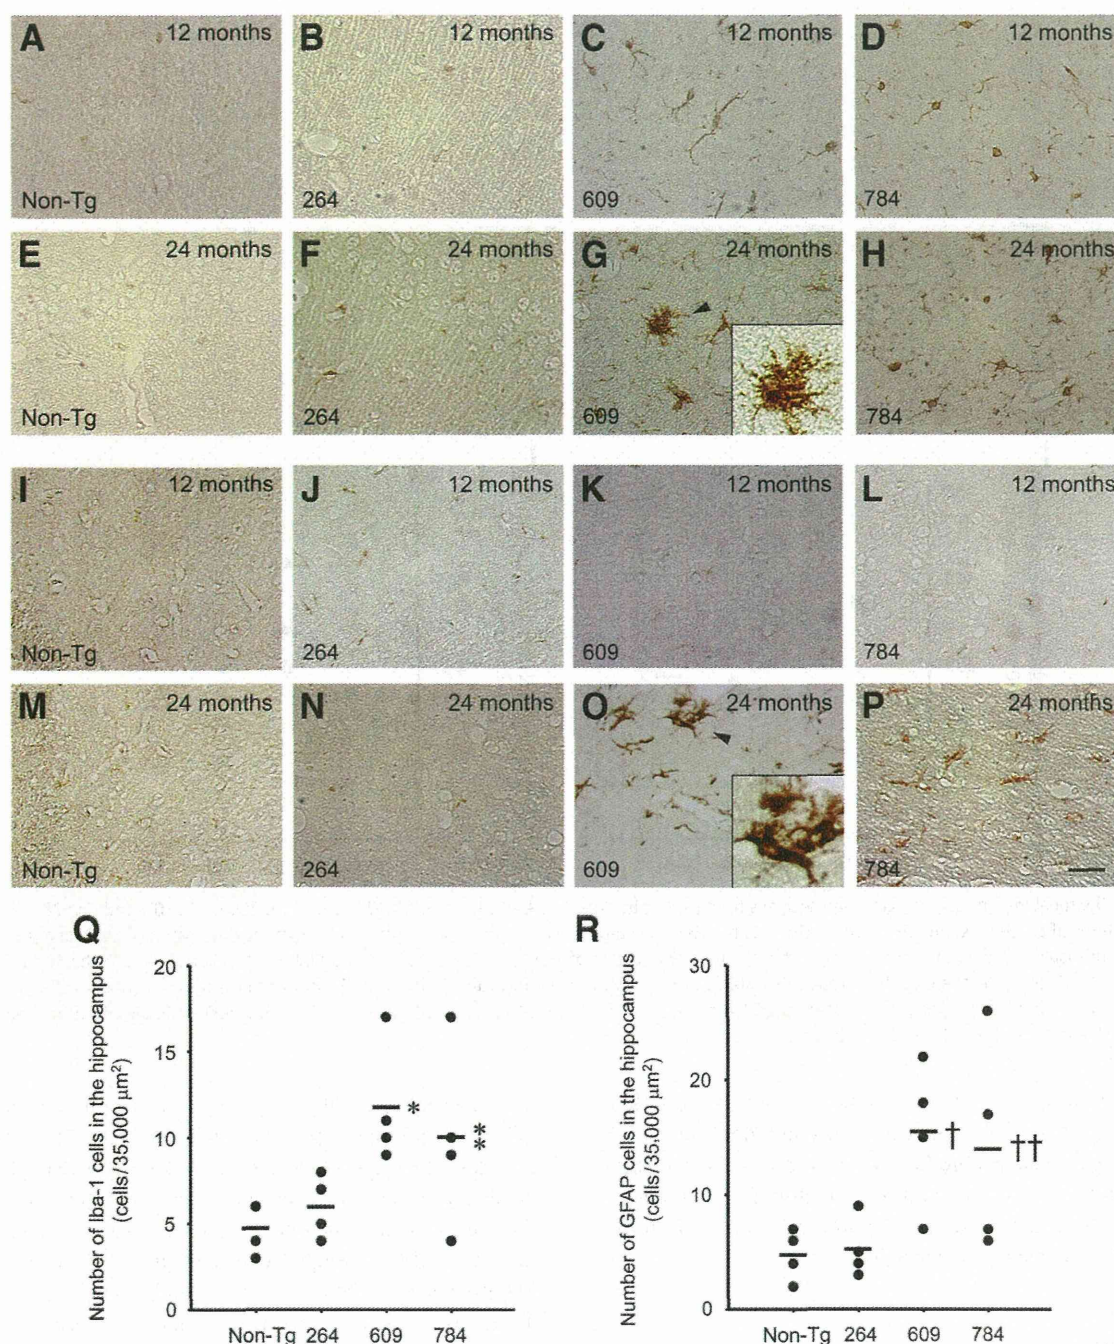 A 12 months Non-Tg
B 12 months 264
C 12 months 609
D 12 months 784
E 24 months Non-Tg
F 24 months 264
G 24 months 609
H 24 months 784
I 12 months Non-Tg
J 12 months 264
K 12 months 609
L 12 months 784
M 24 months Non-Tg
N 24 months 264
O 24 months 609
P 24 months 784
Q
Number of Iba-1 cells in the hippocampus
(cells/35,000 µm²)
20
15
10
5
0
*
**
Non-Tg 264 609 784
R
Number of GFAP cells in the hippocampus
(cells/35,000 µm²)
30
20
10
0
†
††
Non-Tg 264 609 784